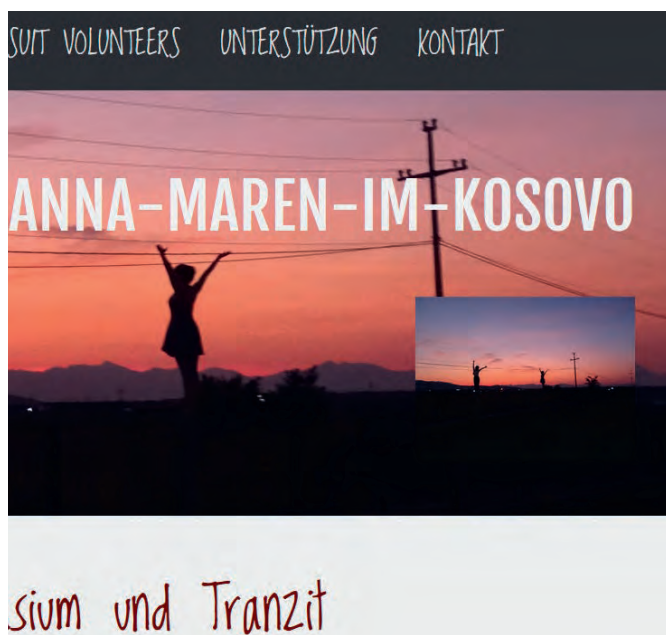 SUIT VOLUNTEERS UNTERSTÜTZUNG KONTAKT
ANNA-MAREN-IM-KOSOVO
sium und Tranzit